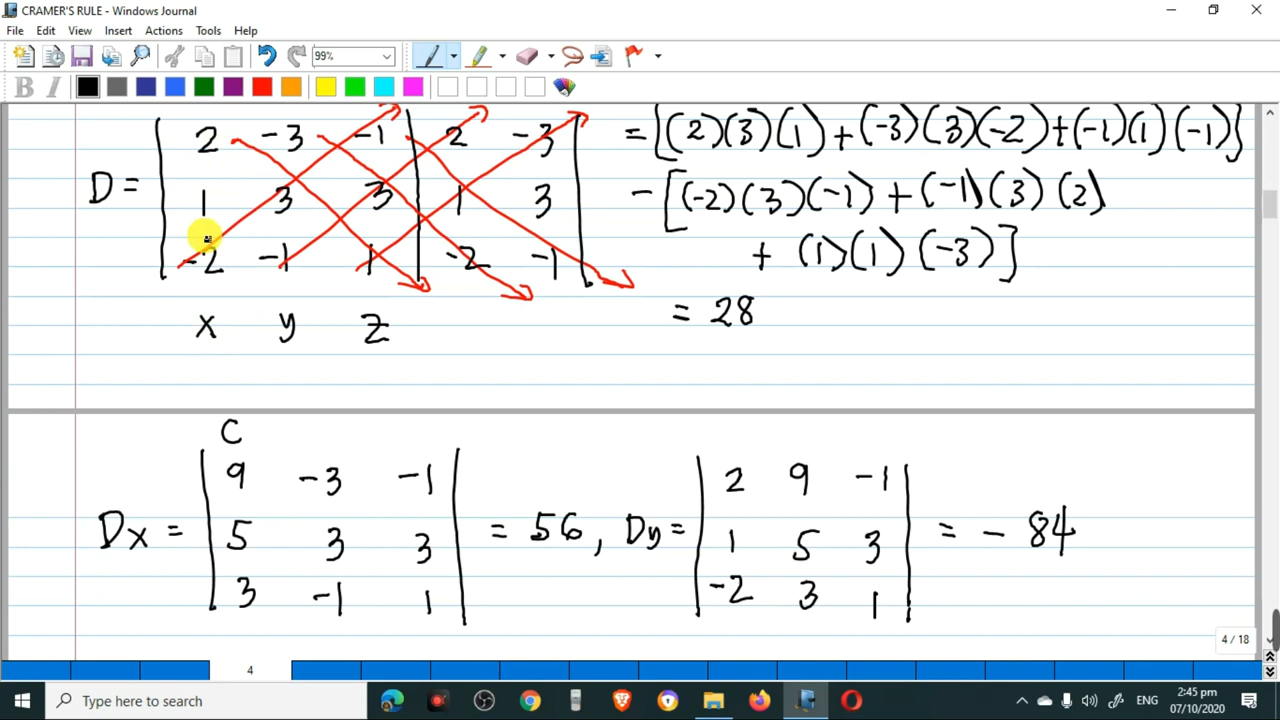 CRAMER'S RULE - Windows Journal
File Edit View Insert Actions Tools Help
99%
B I
D = | 2 -3 -1 | 2 -3 |
1 3 3 | 1 3
-2 -1 1 | -2 -1
x y z
= [(2)(3)(1) + (-3)(3)(-2) + (-1)(1)(-1)]
- [(-2)(3)(-1) + (-1)(3)(2)
+ (1)(1)(-3)]
= 28
C
Dx = | 9 -3 -1 |
5 3 3
3 -1 1
= 56, Dy = | 2 9 -1 |
1 5 3
-2 3 1
= - 84
4 / 18
4
Type here to search
ENG
2:45 pm
07/10/2020